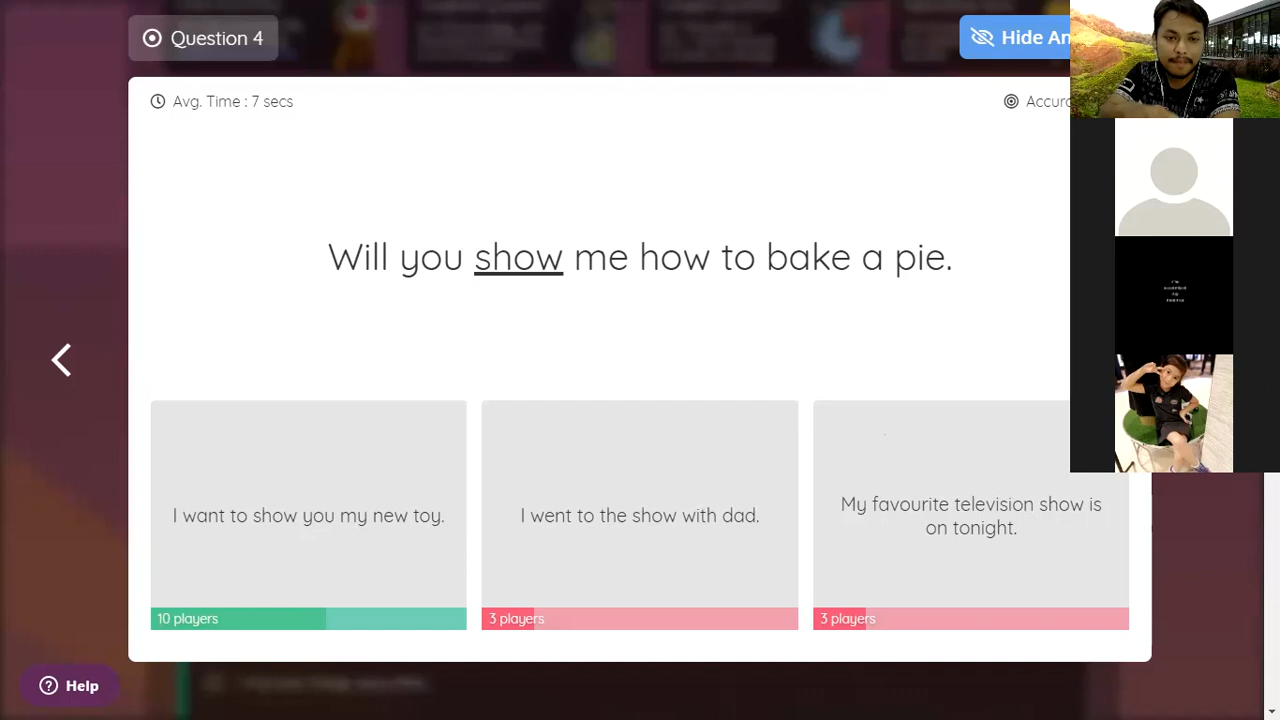 Question 4
Hide An
Avg. Time : 7 secs
Accur
Will you show me how to bake a pie.
I want to show you my new toy.
I went to the show with dad.
My favourite television show is
on tonight.
10 players
3 players
3 players
Help